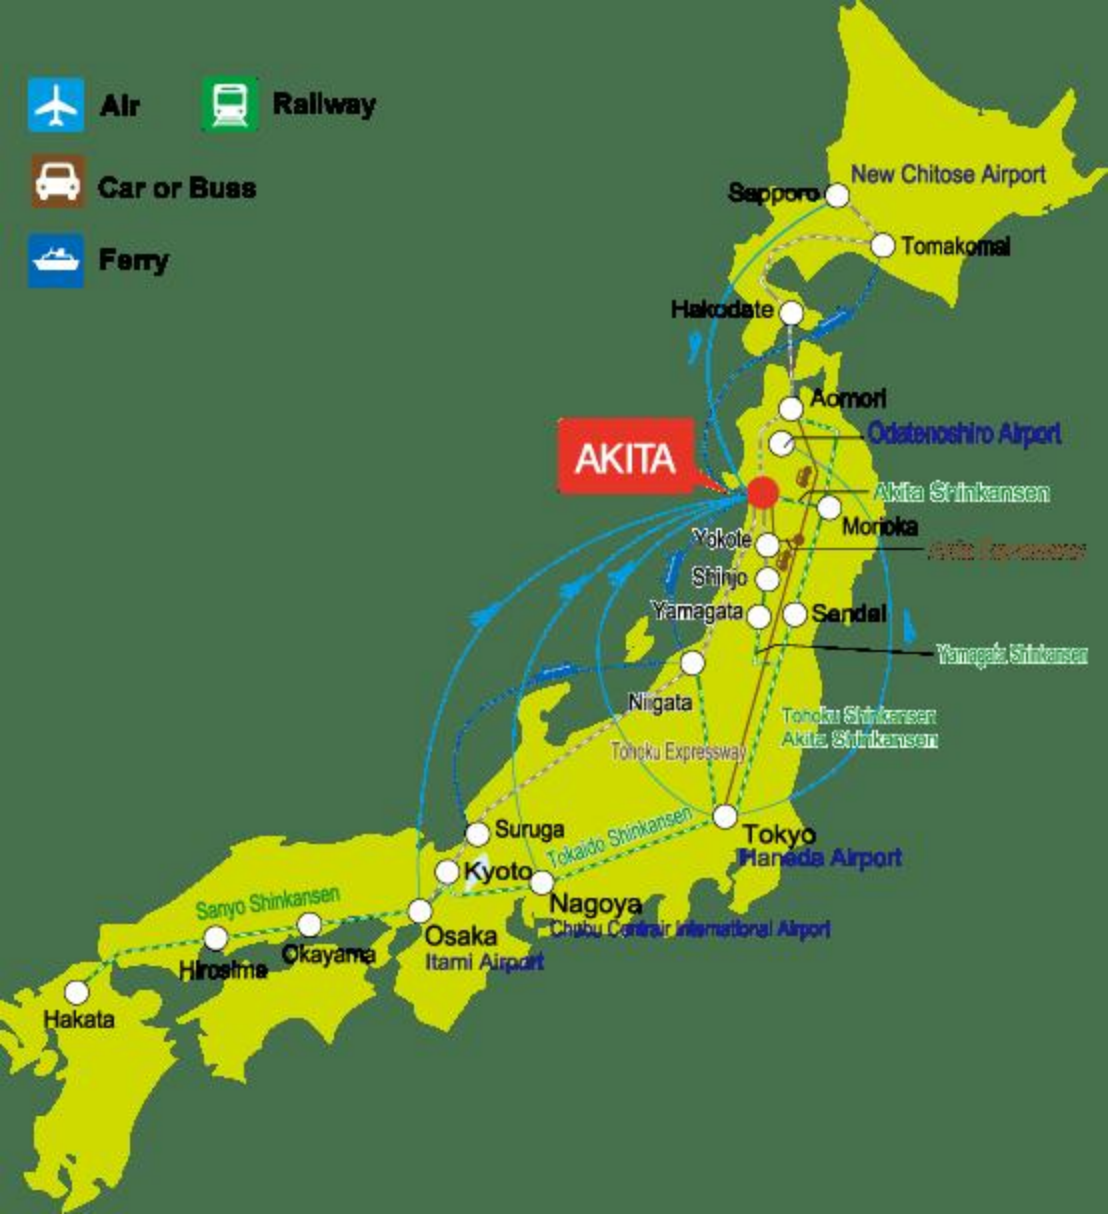 Air
Railway
Car or Buss
Ferry
New Chitose Airport
Sapporo
Tomakomai
Hakodate
Aomori
Odatenoshiro Airport
AKITA
Akita Shinkansen
Morioka
Yokote
Shinjo
Yamagata
Sendai
Yamagata Shinkansen
Niigata
Tohoku Shinkansen
Akita Shinkansen
Tohoku Expressway
Tokyo
Haneda Airport
Suruga
Tokaido Shinkansen
Kyoto
Nagoya
Chubu Centrair International Airport
Sanyo Shinkansen
Osaka
Itami Airport
Okayama
Hirosima
Hakata